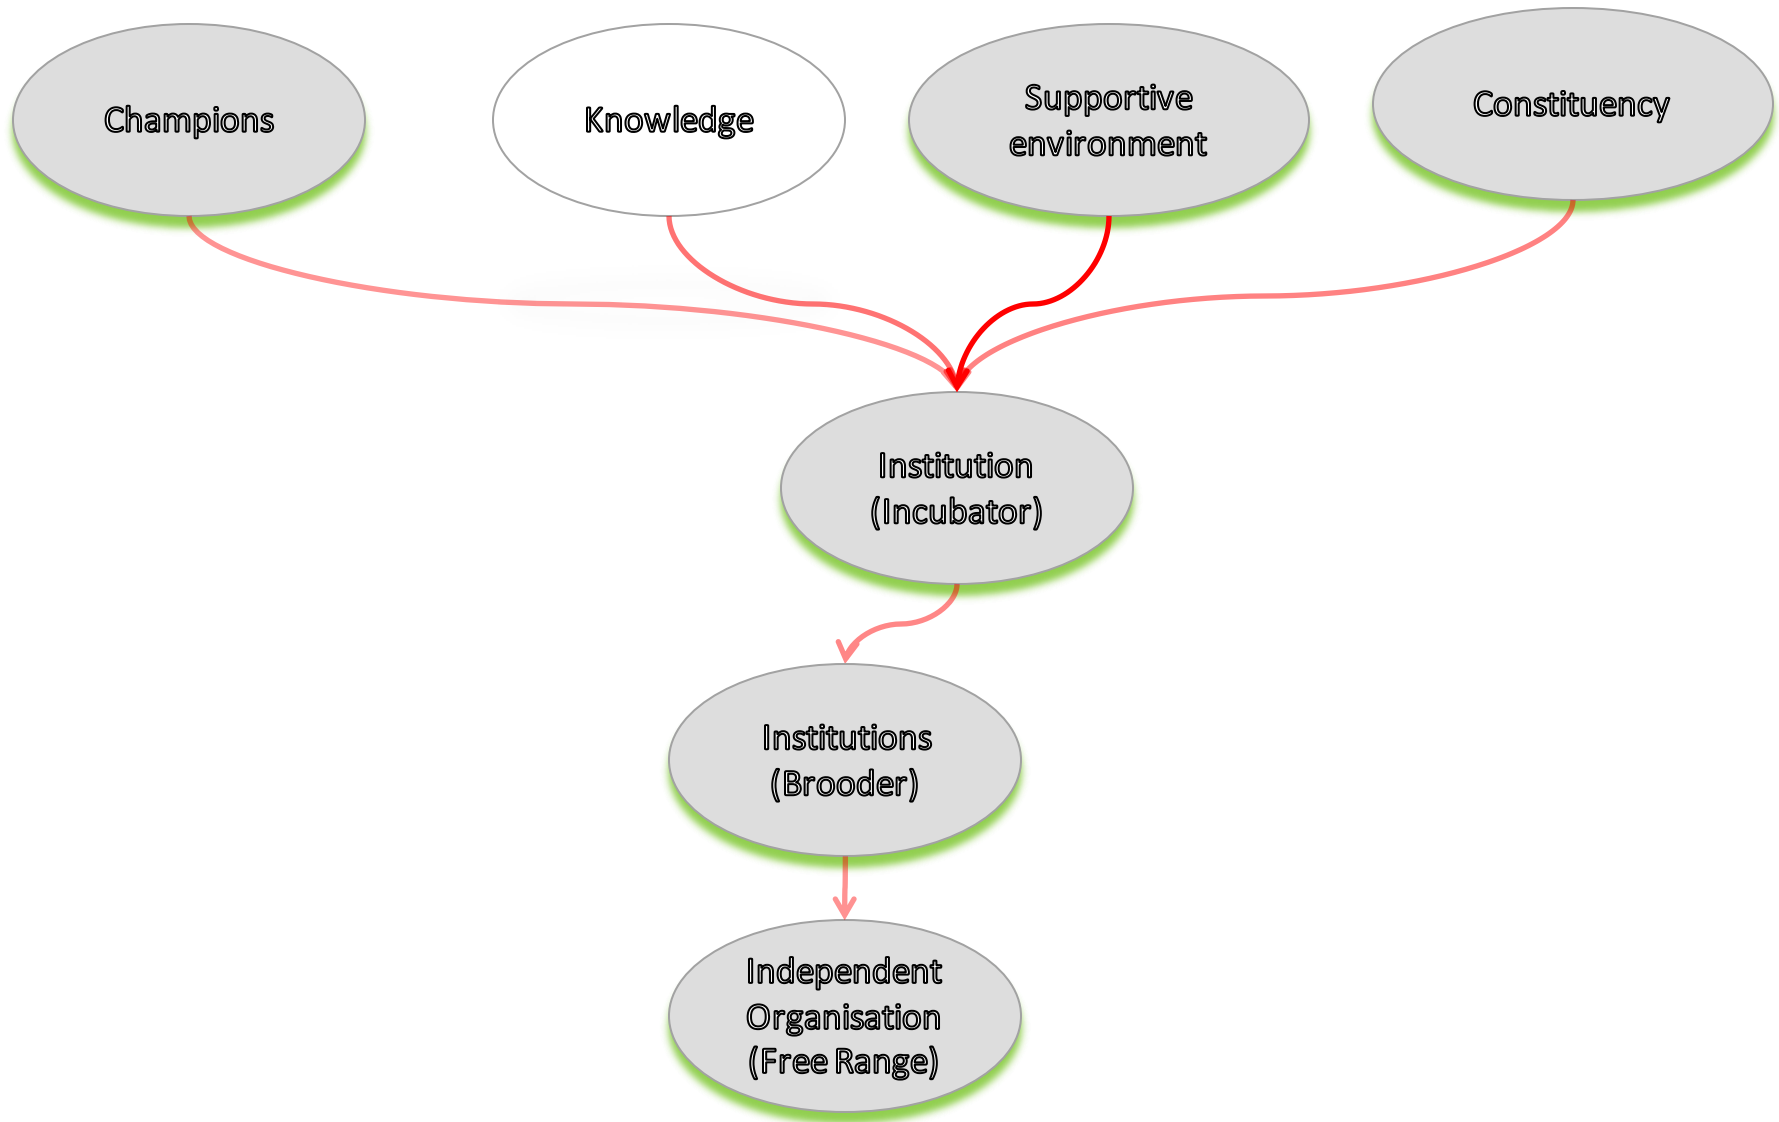 Champions
Knowledge
Supportive
environment
Constituency
Institution
(Incubator)
Institutions
(Brooder)
Independent
Organisation
(Free Range)